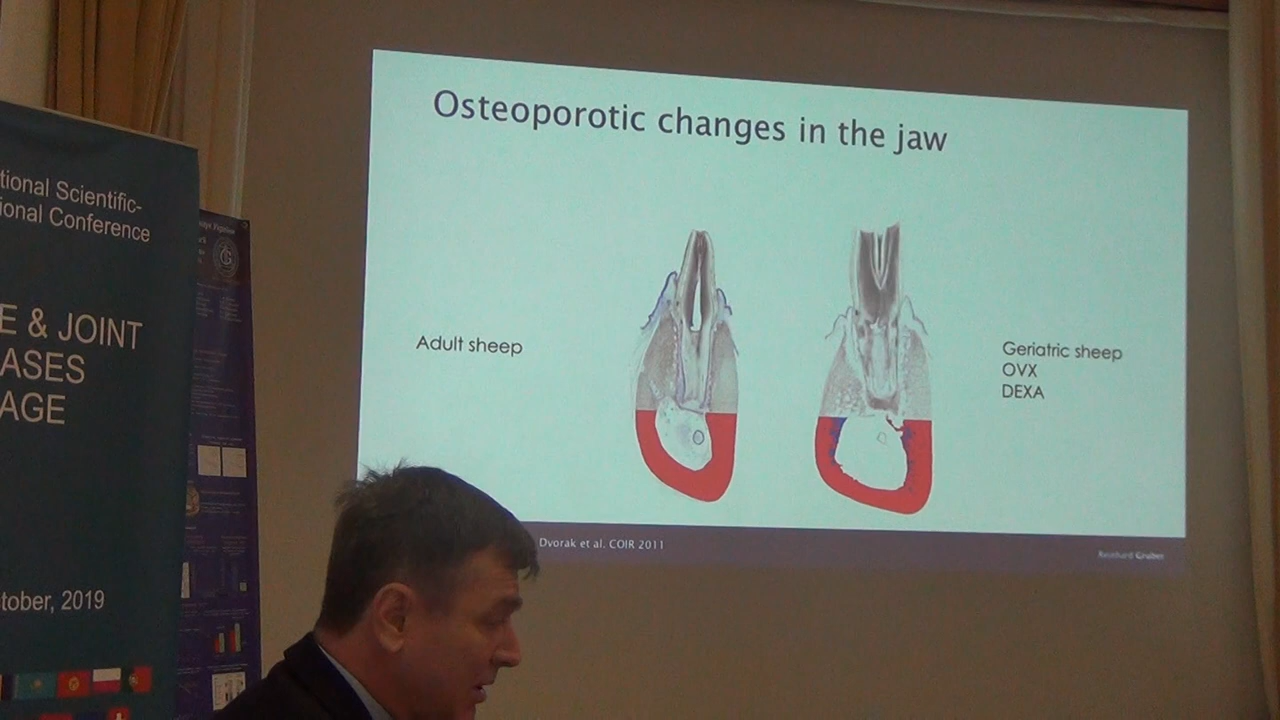 Osteoporotic changes in the jaw
Adult sheep
Geriatric sheep
OVX
DEXA
Dvorak et al. COIR 2011
Reinhard Gruber
tional Scientific-
ional Conference
E & JOINT
ASES
AGE
tober, 2019